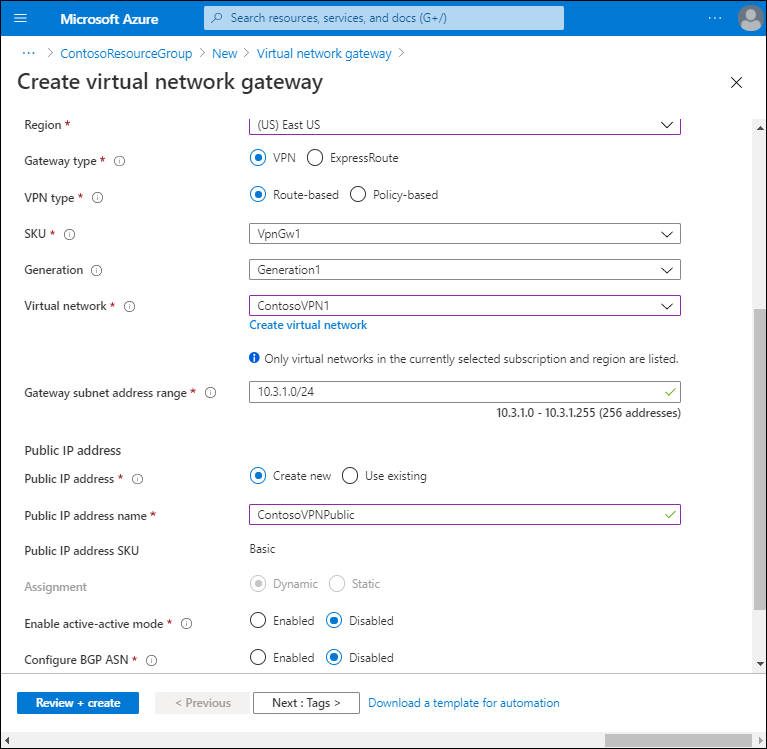 Microsoft Azure
Search resources, services, and docs (G+/)
...
... > ContosoResourceGroup > New > Virtual network gateway >
Create virtual network gateway
Region *
(US) East US
Gateway type *
VPN
ExpressRoute
VPN type *
Route-based
Policy-based
SKU *
VpnGw1
Generation
Generation1
Virtual network *
ContosoVPN1
Create virtual network
Only virtual networks in the currently selected subscription and region are listed.
Gateway subnet address range *
10.3.1.0/24
10.3.1.0 - 10.3.1.255 (256 addresses)
Public IP address
Public IP address *
Create new
Use existing
Public IP address name *
ContosoVPNPublic
Public IP address SKU
Basic
Assignment
Dynamic
Static
Enable active-active mode *
Enabled
Disabled
Configure BGP ASN *
Enabled
Disabled
Review + create
< Previous
Next : Tags >
Download a template for automation